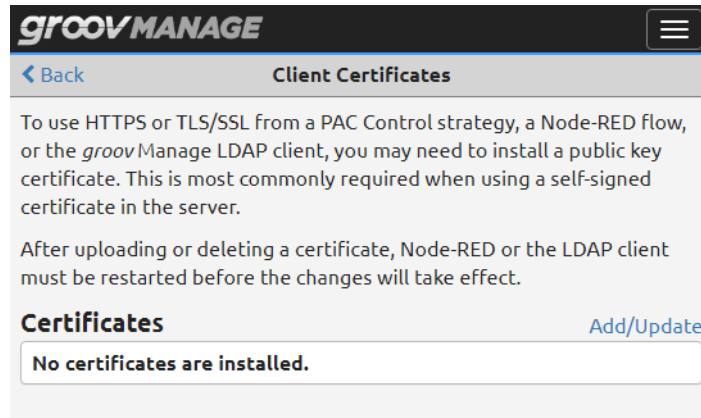 groov MANAGE
Back
Client Certificates
To use HTTPS or TLS/SSL from a PAC Control strategy, a Node-RED flow,
or the groov Manage LDAP client, you may need to install a public key
certificate. This is most commonly required when using a self-signed
certificate in the server.
After uploading or deleting a certificate, Node-RED or the LDAP client
must be restarted before the changes will take effect.
Certificates
Add/Update
No certificates are installed.